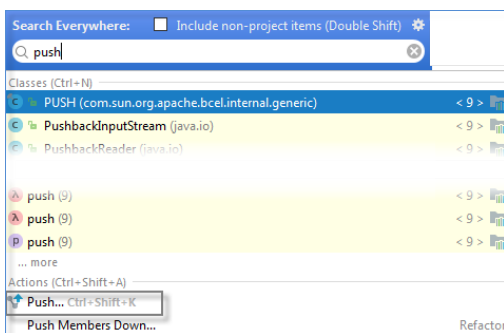 Search Everywhere: Include non-project items (Double Shift)
push
Classes (Ctrl+N)
PUSH (com.sun.org.apache.bcel.internal.generic) < 9 >
PushbackInputStream (java.io) < 9 >
PushbackReader (java.io) < 9 >
push (9) < 9 >
push (9) < 9 >
push (9) < 9 >
... more
Actions (Ctrl+Shift+A)
Push... Ctrl+Shift+K
Push Members Down... Refactor